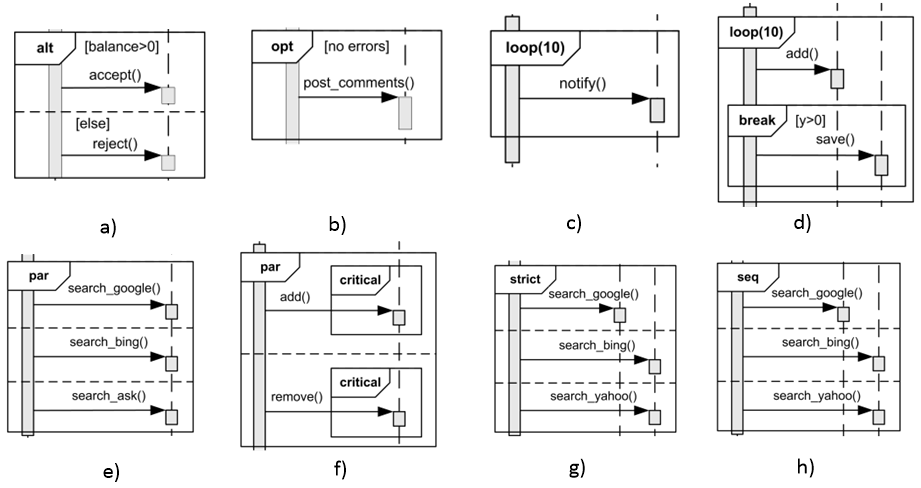 alt [balance>0]
accept()
[else]
reject()
a)
opt [no errors]
post_comments()
b)
loop(10)
notify()
c)
loop(10)
add()
break [y>0]
save()
d)
par
search_google()
search_bing()
search_ask()
e)
par
critical
add()
critical
remove()
f)
strict
search_google()
search_bing()
search_yahoo()
g)
seq
search_google()
search_bing()
search_yahoo()
h)